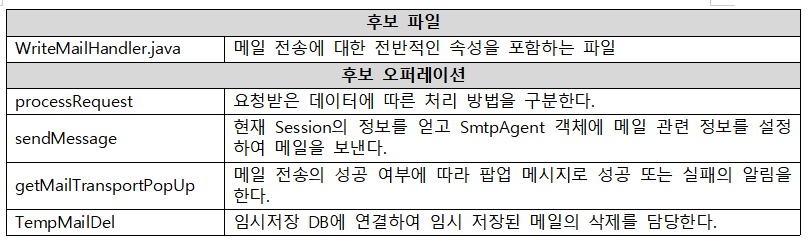 후보 파일
WriteMailHandler.java 메일 전송에 대한 전반적인 속성을 포함하는 파일
후보 오퍼레이션
processRequest 요청받은 데이터에 따른 처리 방법을 구분한다.
sendMessage 현재 Session의 정보를 얻고 SmtpAgent 객체에 메일 관련 정보를 설정
하여 메일을 보낸다.
getMailTransportPopUp 메일 전송의 성공 여부에 따라 팝업 메시지로 성공 또는 실패의 알림을
한다.
TempMailDel 임시저장 DB에 연결하여 임시 저장된 메일의 삭제를 담당한다.